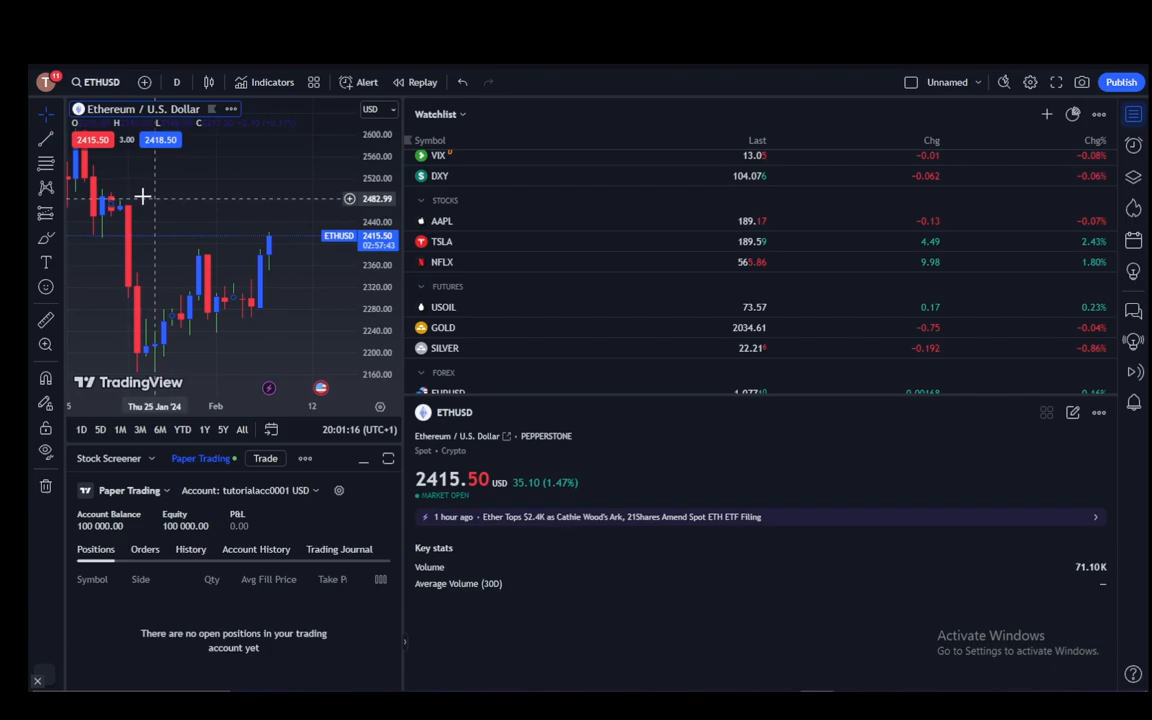 T 11 ETHUSD D Indicators Alert Replay Unnamed Publish
Ethereum / U.S. Dollar
USD
O H L C
2415.50 3.00 2418.50
2600.00
2560.00
2520.00
2482.99
2440.00
ETHUSD 2415.50
02:57:43
2360.00
2320.00
2280.00
2240.00
2200.00
2160.00
TradingView
5 Thu 25 Jan '24 Feb 12
1D 5D 1M 3M 6M YTD 1Y 5Y All 20:01:16 (UTC+1)
Stock Screener Paper Trading Trade
Paper Trading Account: tutorialacc0001 USD
Account Balance Equity P&L
100 000.00 100 000.00 0.00
Positions Orders History Account History Trading Journal
Symbol Side Qty Avg Fill Price Take P
There are no open positions in your trading
account yet
Watchlist
Symbol Last Chg Chg%
VIX D 13.05 −0.01 −0.08%
DXY 104.076 −0.062 −0.06%
STOCKS
AAPL 189.17 −0.13 −0.07%
TSLA 189.59 4.49 2.43%
NFLX 565.86 9.98 1.80%
FUTURES
USOIL 73.57 0.17 0.23%
GOLD 2034.61 −0.75 −0.04%
SILVER 22.216 −0.192 −0.86%
FOREX
EURUSD
ETHUSD
Ethereum / U.S. Dollar • PEPPERSTONE
Spot • Crypto
2415.50 USD 35.10 (1.47%)
MARKET OPEN
1 hour ago • Ether Tops $2.4K as Cathie Wood's Ark, 21Shares Amend Spot ETH ETF Filing
Key stats
Volume 71.10K
Average Volume (30D) —
Activate Windows
Go to Settings to activate Windows.